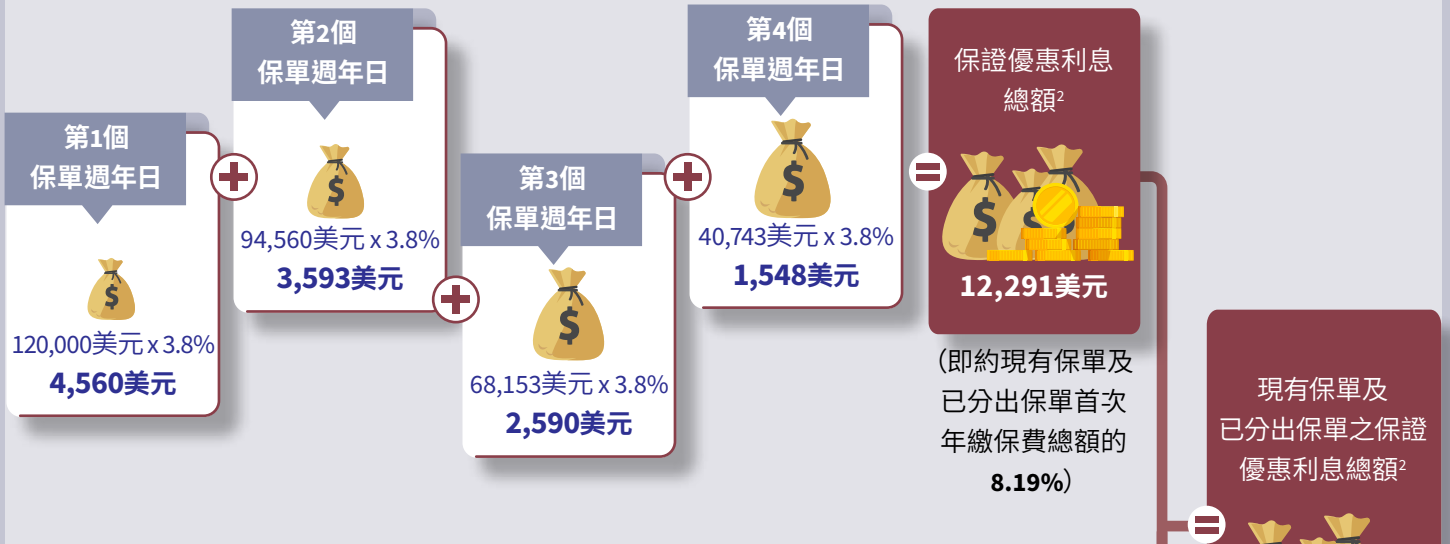 第1個
保單週年日
120,000美元 x 3.8%
4,560美元
第2個
保單週年日
$
94,560美元 x 3.8%
3,593美元
第3個
保單週年日
$
68,153美元 x 3.8%
2,590美元
第4個
保單週年日
$
40,743美元 x 3.8%
1,548美元
保證優惠利息
總額2
$ $ $
12,291美元
(即約現有保單及
已分出保單首次
年繳保費總額的
8.19%)
現有保單及
已分出保單之保證
優惠利息總額2